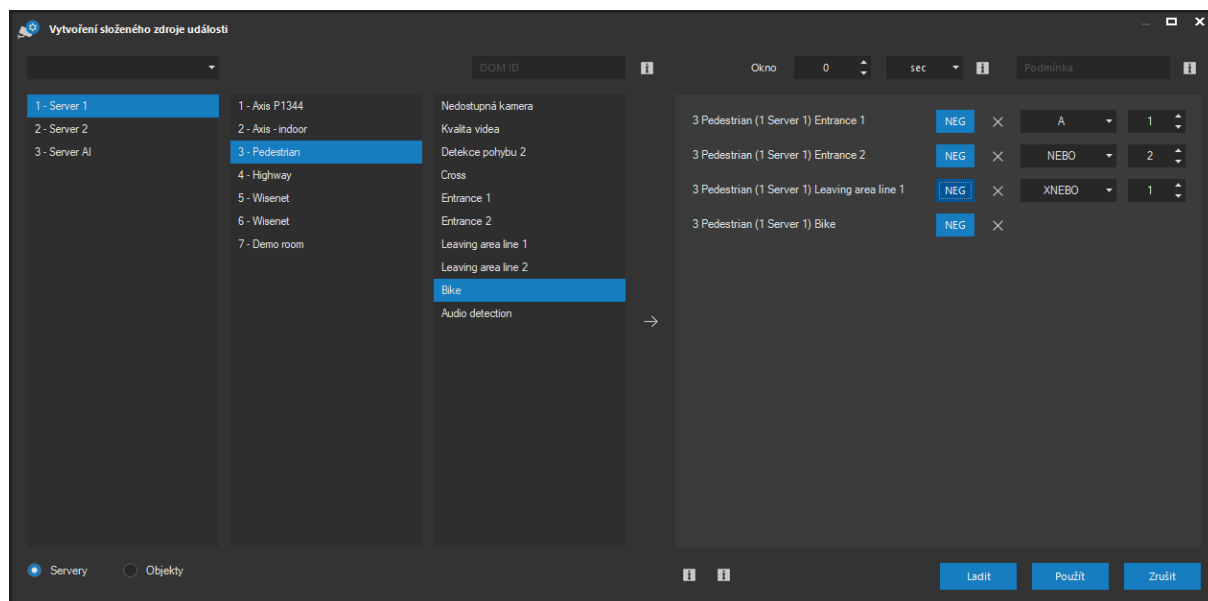 Vytvoření složeného zdroje události
DOM ID
Okno 0 sec Podmínka
1 - Server 1
2 - Server 2
3 - Server AI
1 - Axis P1344
2 - Axis - indoor
3 - Pedestrian
4 - Highway
5 - Wisenet
6 - Wisenet
7 - Demo room
Nedostupná kamera
Kvalita videa
Detekce pohybu 2
Cross
Entrance 1
Entrance 2
Leaving area line 1
Leaving area line 2
Bike
Audio detection
3 Pedestrian (1 Server 1) Entrance 1 NEG A 1
3 Pedestrian (1 Server 1) Entrance 2 NEG NEBO 2
3 Pedestrian (1 Server 1) Leaving area line 1 NEG XNEBO 1
3 Pedestrian (1 Server 1) Bike NEG
Servery Objekty
Ladit Použít Zrušit